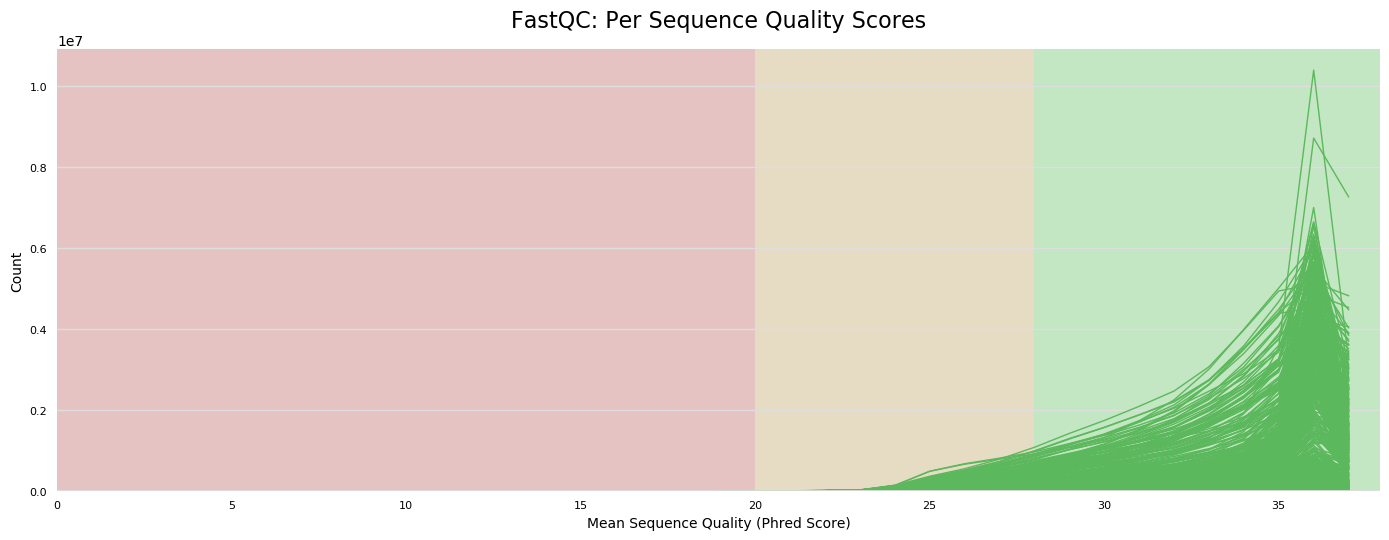 FastQC: Per Sequence Quality Scores
1e7
1.0
0.8
0.6
0.4
0.2
0.0
Count
0 5 10 15 20 25 30 35
Mean Sequence Quality (Phred Score)